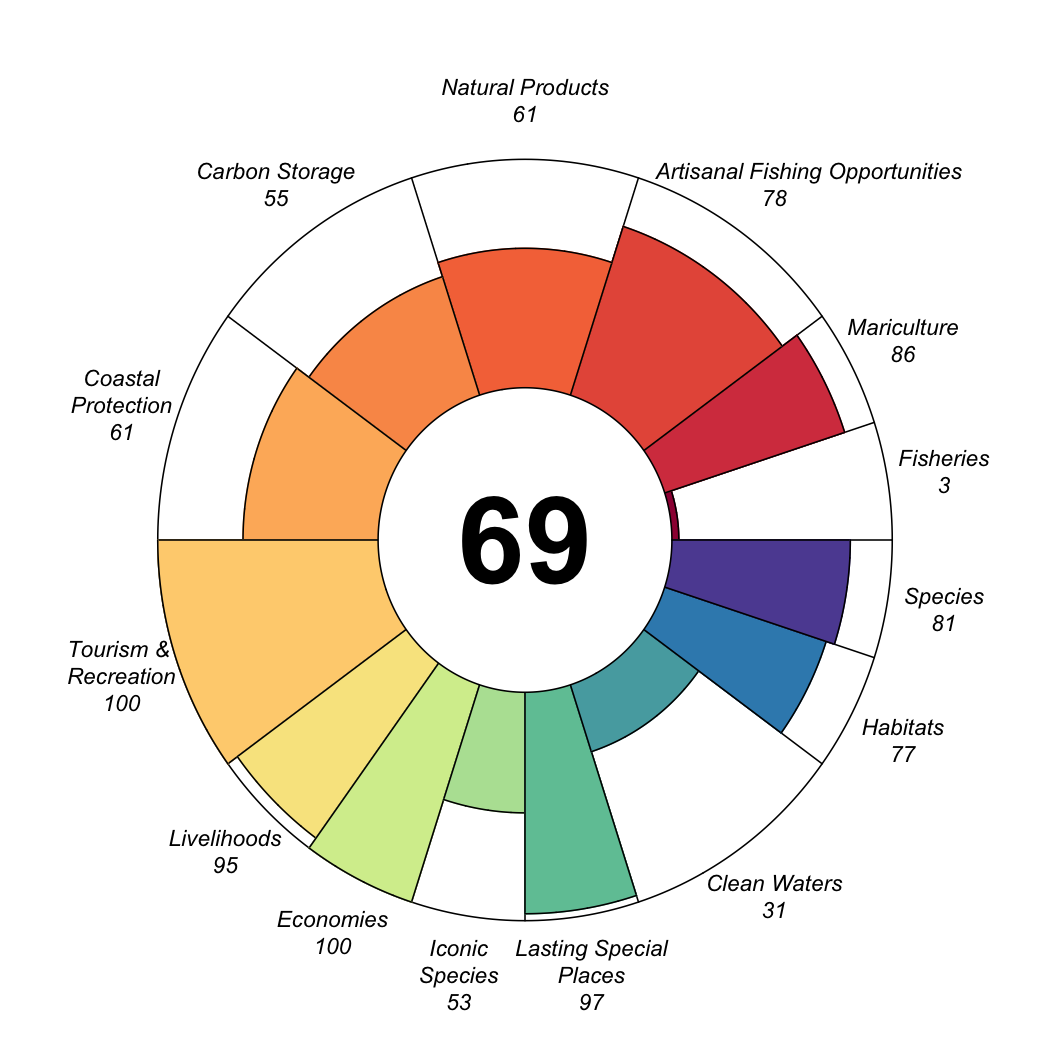 Natural Products
61
Carbon Storage
55
Artisanal Fishing Opportunities
78
Mariculture
86
Coastal
Protection
61
Fisheries
3
69
Species
81
Tourism &
Recreation
100
Habitats
77
Livelihoods
95
Clean Waters
31
Economies
100
Iconic
Species
53
Lasting Special
Places
97